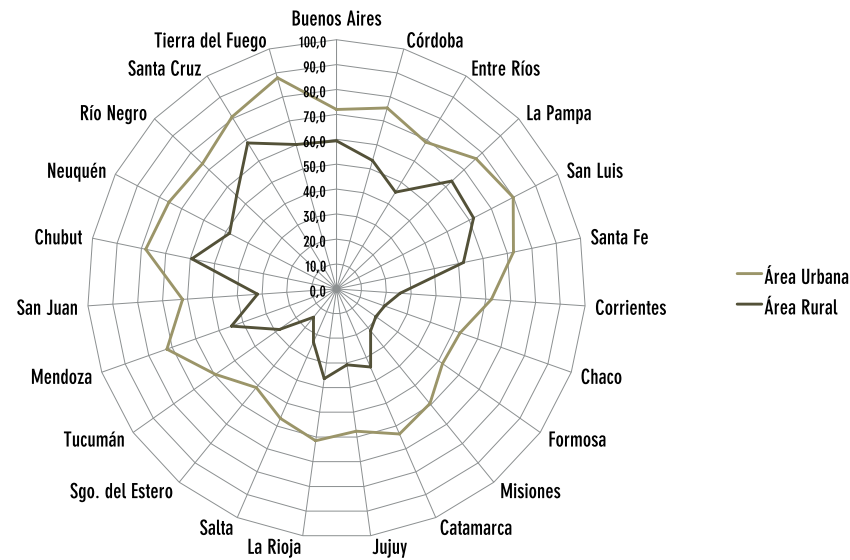 Buenos Aires
Córdoba
Entre Ríos
La Pampa
San Luis
Santa Fe
Corrientes
Chaco
Formosa
Misiones
Catamarca
Jujuy
La Rioja
Salta
Sgo. del Estero
Tucumán
Mendoza
San Juan
Chubut
Neuquén
Río Negro
Santa Cruz
Tierra del Fuego
100,0
90,0
80,0
70,0
60,0
50,0
40,0
30,0
20,0
10,0
0,0
Área Urbana
Área Rural